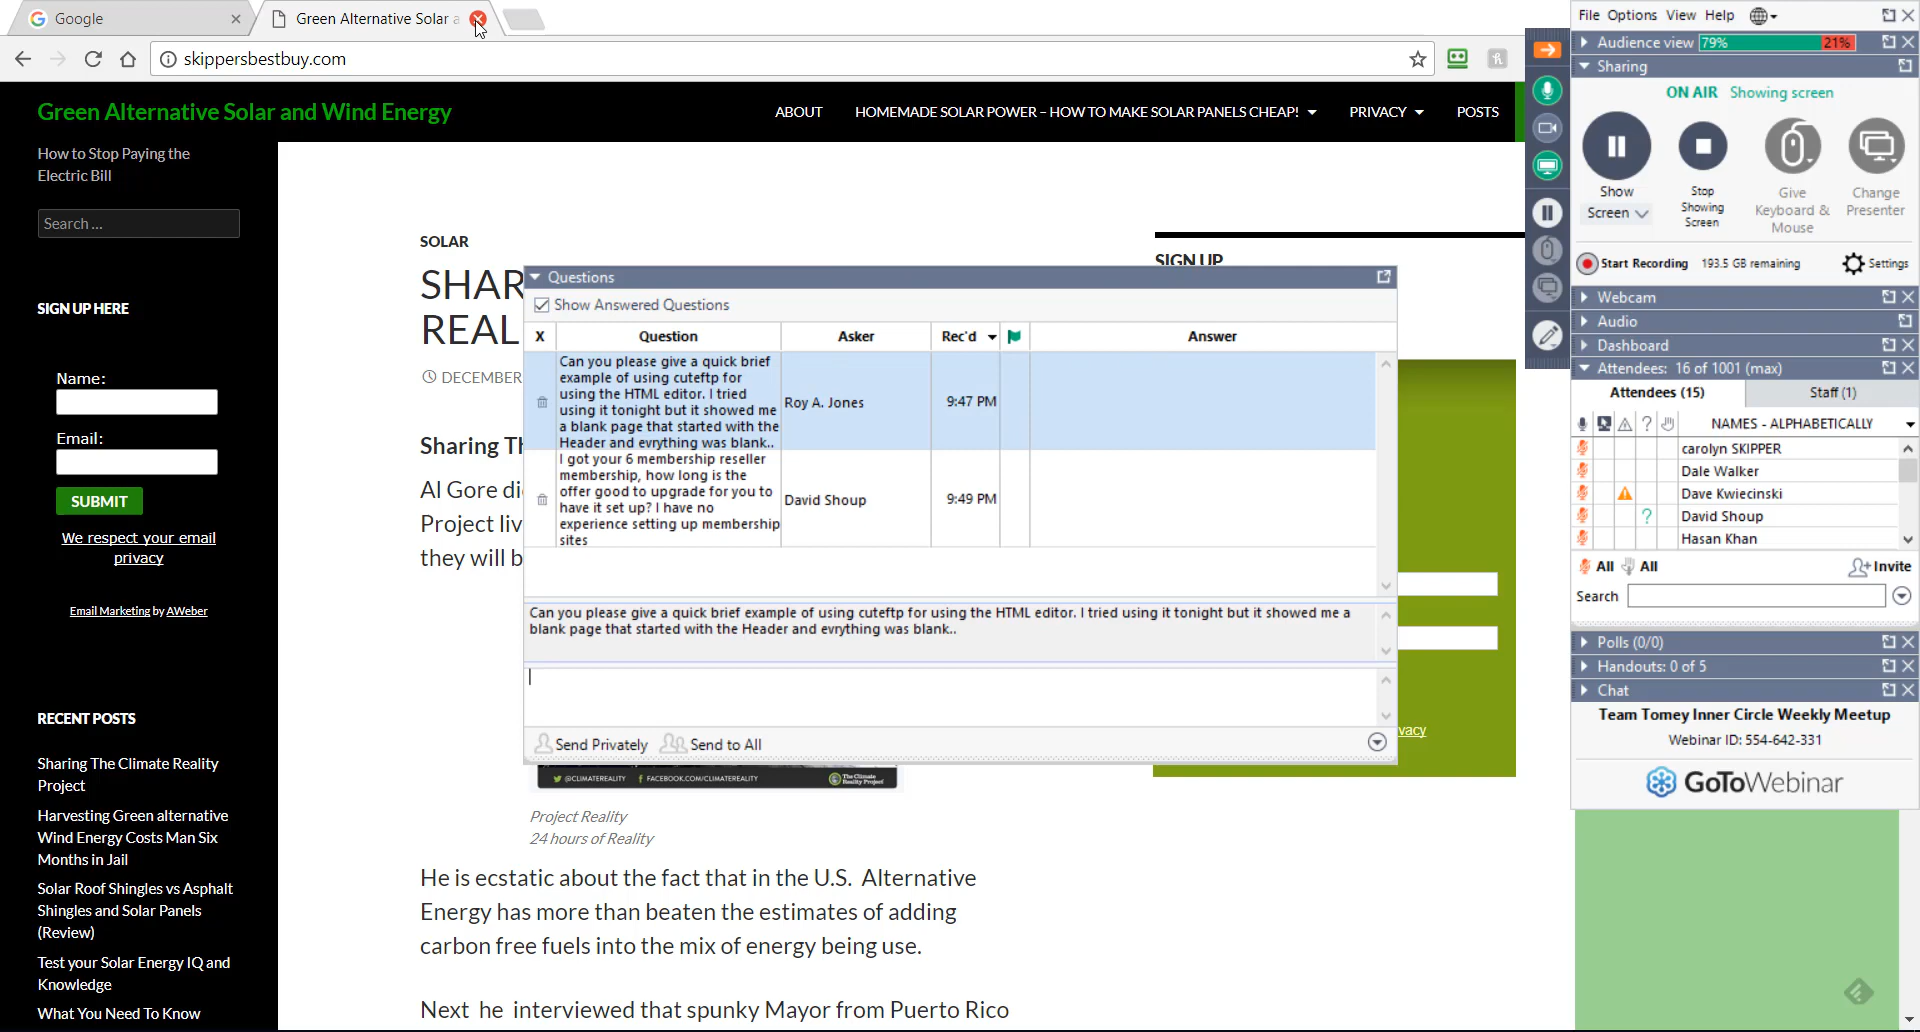 Google
Green Alternative Solar a
skippersbestbuy.com
Green Alternative Solar and Wind Energy
ABOUT
HOMEMADE SOLAR POWER – HOW TO MAKE SOLAR PANELS CHEAP!
PRIVACY
POSTS
How to Stop Paying the
Electric Bill
Search ...
SIGN UP HERE
Name:
Email:
SUBMIT
We respect your email
privacy
Email Marketing by AWeber
RECENT POSTS
Sharing The Climate Reality
Project
Harvesting Green alternative
Wind Energy Costs Man Six
Months in Jail
Solar Roof Shingles vs Asphalt
Shingles and Solar Panels
(Review)
Test your Solar Energy IQ and
Knowledge
What You Need To Know
SOLAR
SHAR
REAL
DECEMBER
Sharing Th
Al Gore di
Project liv
they will b
SIGN UP
vacy
Questions
Show Answered Questions
X Question Asker Rec'd Answer
Can you please give a quick brief
example of using cuteftp for
using the HTML editor. I tried
using it tonight but it showed me
a blank page that started with the
Header and evrything was blank..
Roy A. Jones
9:47 PM
I got your 6 membership reseller
membership, how long is the
offer good to upgrade for you to
have it set up? I have no
experience setting up membership
sites
David Shoup
9:49 PM
Can you please give a quick brief example of using cuteftp for using the HTML editor. I tried using it tonight but it showed me a
blank page that started with the Header and evrything was blank..
Send Privately Send to All
@CLIMATEREALITY FACEBOOK.COM/CLIMATEREALITY The Climate Reality Project
Project Reality
24 hours of Reality
He is ecstatic about the fact that in the U.S. Alternative
Energy has more than beaten the estimates of adding
carbon free fuels into the mix of energy being use.
Next he interviewed that spunky Mayor from Puerto Rico
File Options View Help
Audience view 79% 21%
Sharing
ON AIR Showing screen
Show
Screen
Stop
Showing
Screen
Give
Keyboard &
Mouse
Change
Presenter
Start Recording 193.5 GB remaining Settings
Webcam
Audio
Dashboard
Attendees: 16 of 1001 (max)
Attendees (15) Staff (1)
? NAMES - ALPHABETICALLY
carolyn SKIPPER
Dale Walker
Dave Kwiecinski
? David Shoup
Hasan Khan
All All Invite
Search
Polls (0/0)
Handouts: 0 of 5
Chat
Team Tomey Inner Circle Weekly Meetup
Webinar ID: 554-642-331
GoToWebinar